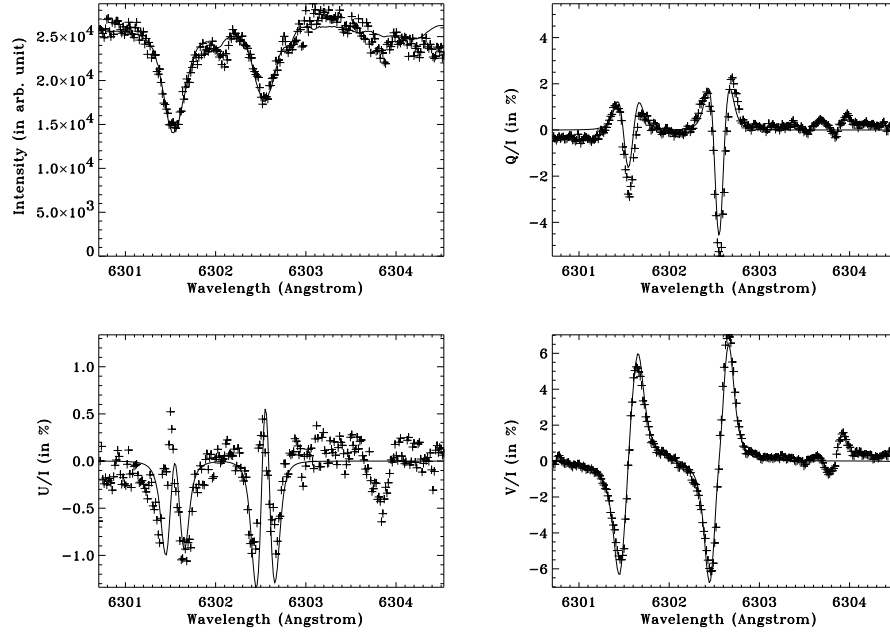 2.5×10⁴
2.0×10⁴
1.5×10⁴
1.0×10⁴
5.0×10³
0
Intensity (in arb. unit)
6301 6302 6303 6304
Wavelength (Angstrom)
4
2
0
-2
-4
Q/I (in %)
6301 6302 6303 6304
Wavelength (Angstrom)
1.0
0.5
0.0
-0.5
-1.0
U/I (in %)
6301 6302 6303 6304
Wavelength (Angstrom)
6
4
2
0
-2
-4
-6
V/I (in %)
6301 6302 6303 6304
Wavelength (Angstrom)